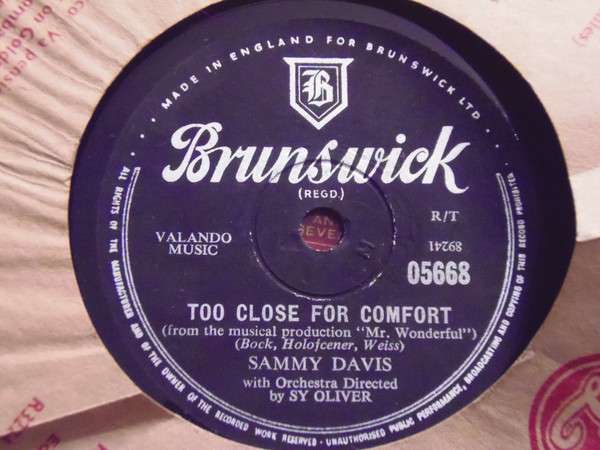 MADE IN ENGLAND FOR BRUNSWICK LTD.
B
Brunswick
(REGD.)
VALANDO
MUSIC
R/T
89241
05668
TOO CLOSE FOR COMFORT
(from the musical production "Mr. Wonderful")
(Bock, Holofcener, Weiss)
SAMMY DAVIS
with Orchestra Directed
by SY OLIVER
ALL RIGHTS OF THE MANUFACTURER AND OF THE OWNER OF THE RECORDED WORK RESERVED · UNAUTHORISED PUBLIC PERFORMANCE, BROADCASTING AND COPYING OF THIS RECORD PROHIBITED